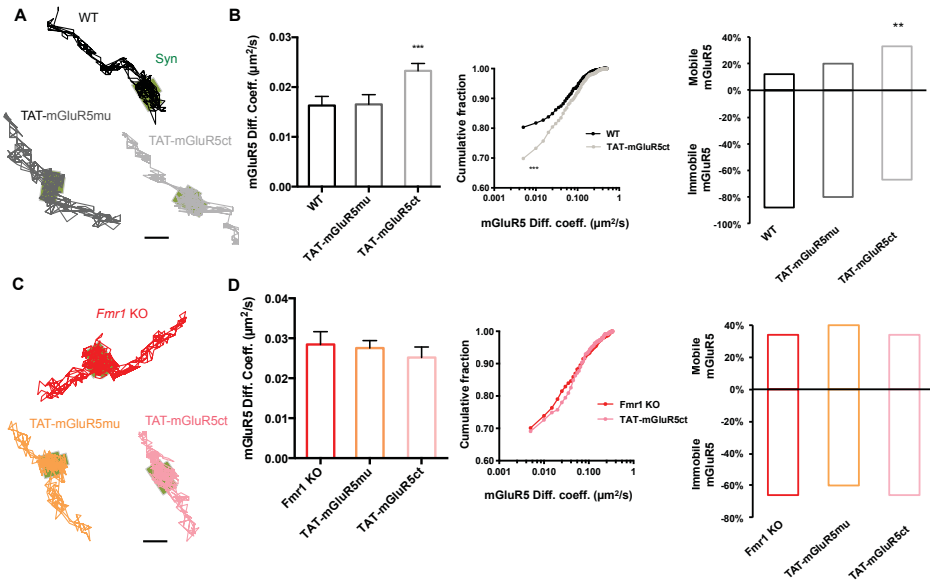 A
WT
Syn
TAT-mGluR5mu
TAT-mGluR5ct
B
mGluR5 Diff. Coeff. (µm²/s)
0.03
0.02
0.01
0.00
***
WT
TAT-mGluR5mu
TAT-mGluR5ct
Cumulative fraction
1.00
0.90
0.80
0.70
0.60
***
WT
TAT-mGluR5ct
0.001
0.010
0.100
1
mGluR5 Diff. coeff. (µm²/s)
Mobile
mGluR5
Immobile
mGluR5
40%
20%
0%
-20%
-40%
-60%
-80%
-100%
**
WT
TAT-mGluR5mu
TAT-mGluR5ct
C
Fmr1 KO
TAT-mGluR5mu
TAT-mGluR5ct
D
mGluR5 Diff. Coeff. (µm²/s)
0.04
0.03
0.02
0.01
0.00
Fmr1 KO
TAT-mGluR5mu
TAT-mGluR5ct
Cumulative fraction
1.00
0.90
0.80
0.70
0.60
Fmr1 KO
TAT-mGluR5ct
0.001
0.010
0.100
1
mGluR5 Diff. coeff. (µm²/s)
Mobile
mGluR5
Immobile
mGluR5
40%
20%
0%
-20%
-40%
-60%
-80%
Fmr1 KO
TAT-mGluR5mu
TAT-mGluR5ct